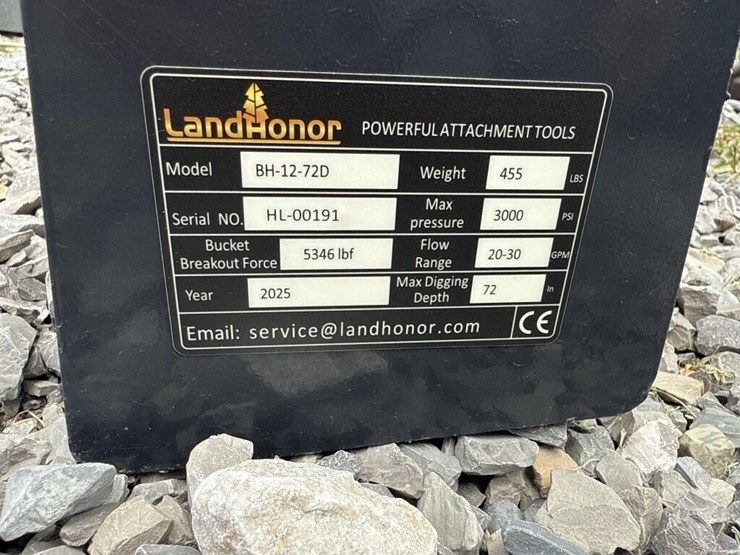 LandHonor POWERFUL ATTACHMENT TOOLS
Model BH-12-72D Weight 455 LBS
Serial NO. HL-00191 Max pressure 3000 PSI
Bucket Breakout Force 5346 lbf Flow Range 20-30 GPM
Year 2025 Max Digging Depth 72 In
Email: service@landhonor.com CE